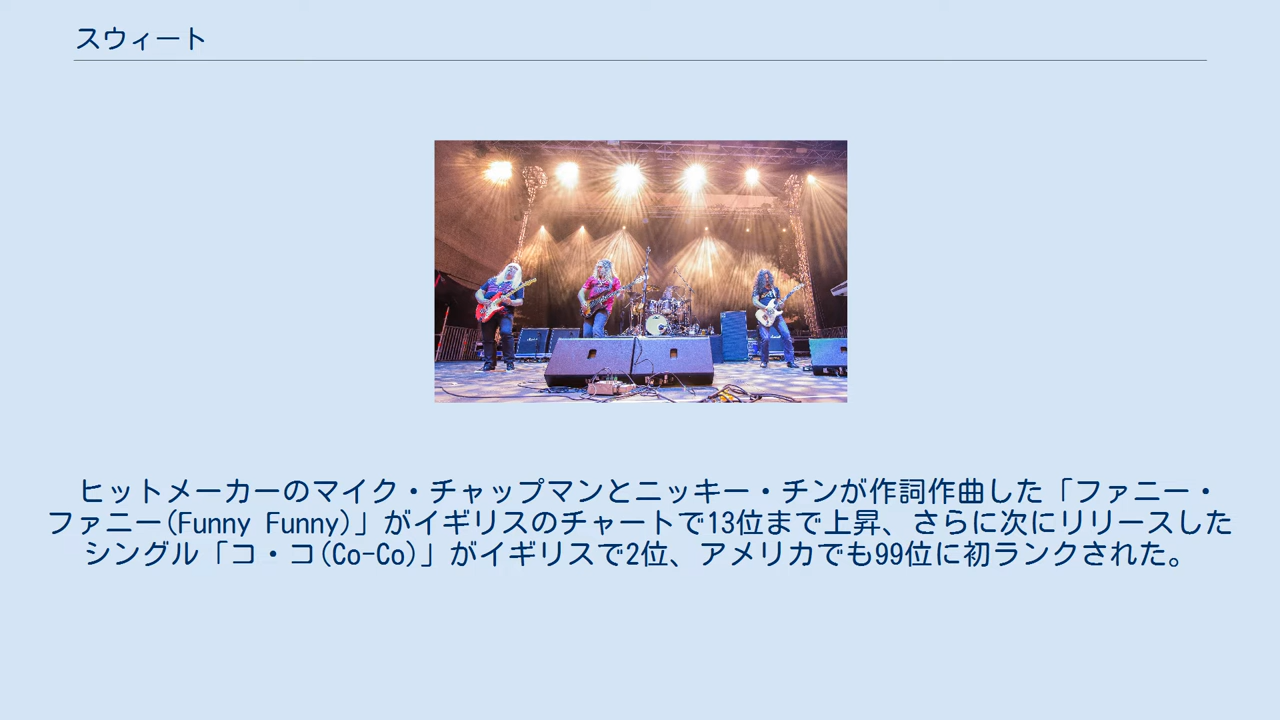 スウィート
ヒットメーカーのマイク・チャップマンとニッキー・チンが作詞作曲した「ファニー・
ファニー(Funny Funny)」がイギリスのチャートで13位まで上昇、さらに次にリリースした
シングル「コ・コ(Co-Co)」がイギリスで2位、アメリカでも99位に初ランクされた。